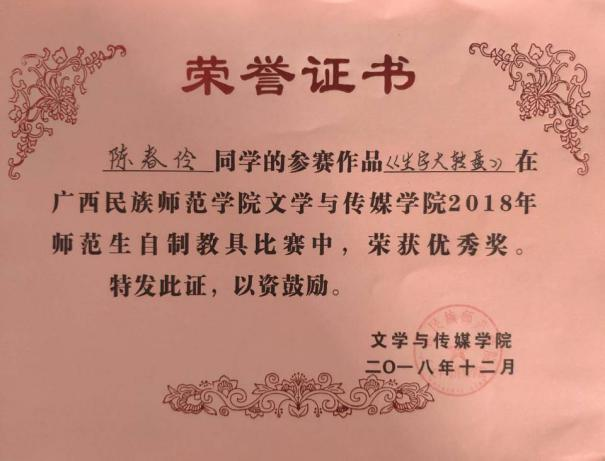 荣誉证书
陈春伶同学的参赛作品《生字大转盘》在
广西民族师范学院文学与传媒学院2018年
师范生自制教具比赛中，荣获优秀奖。
特发此证，以资鼓励。
文学与传媒学院
二〇一八年十二月